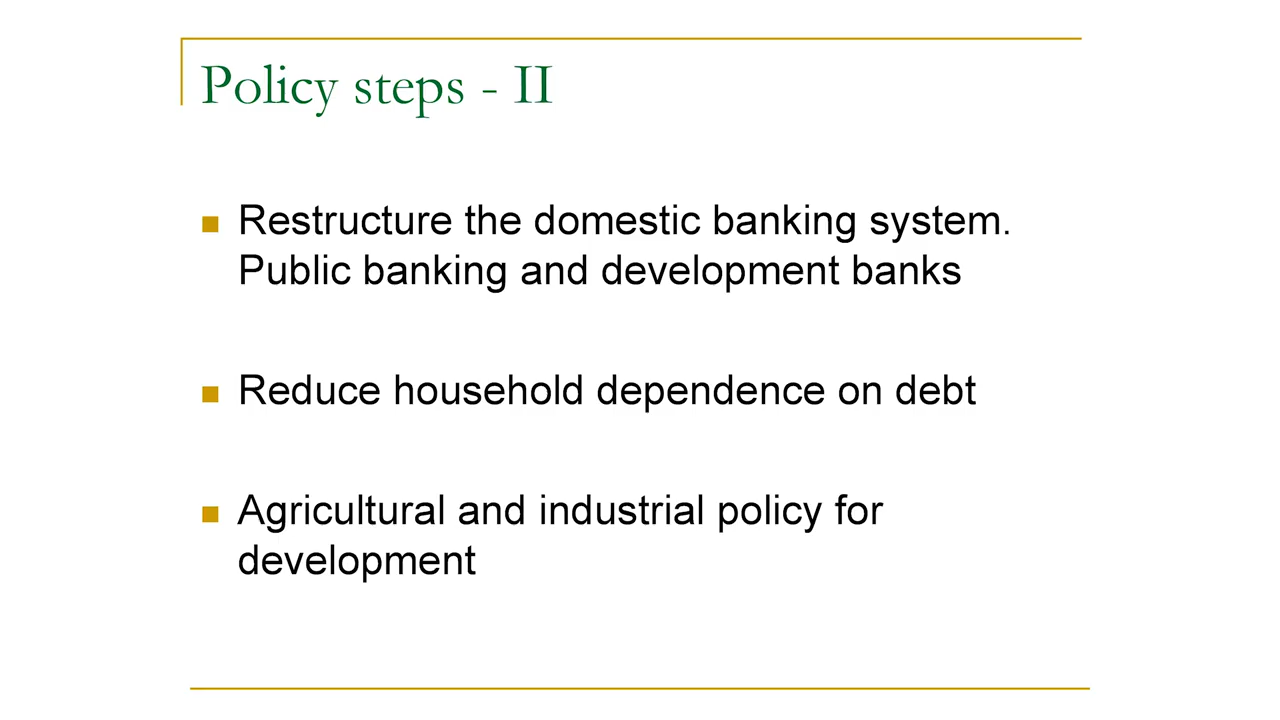 Policy steps - II
Restructure the domestic banking system.
Public banking and development banks
Reduce household dependence on debt
Agricultural and industrial policy for
development